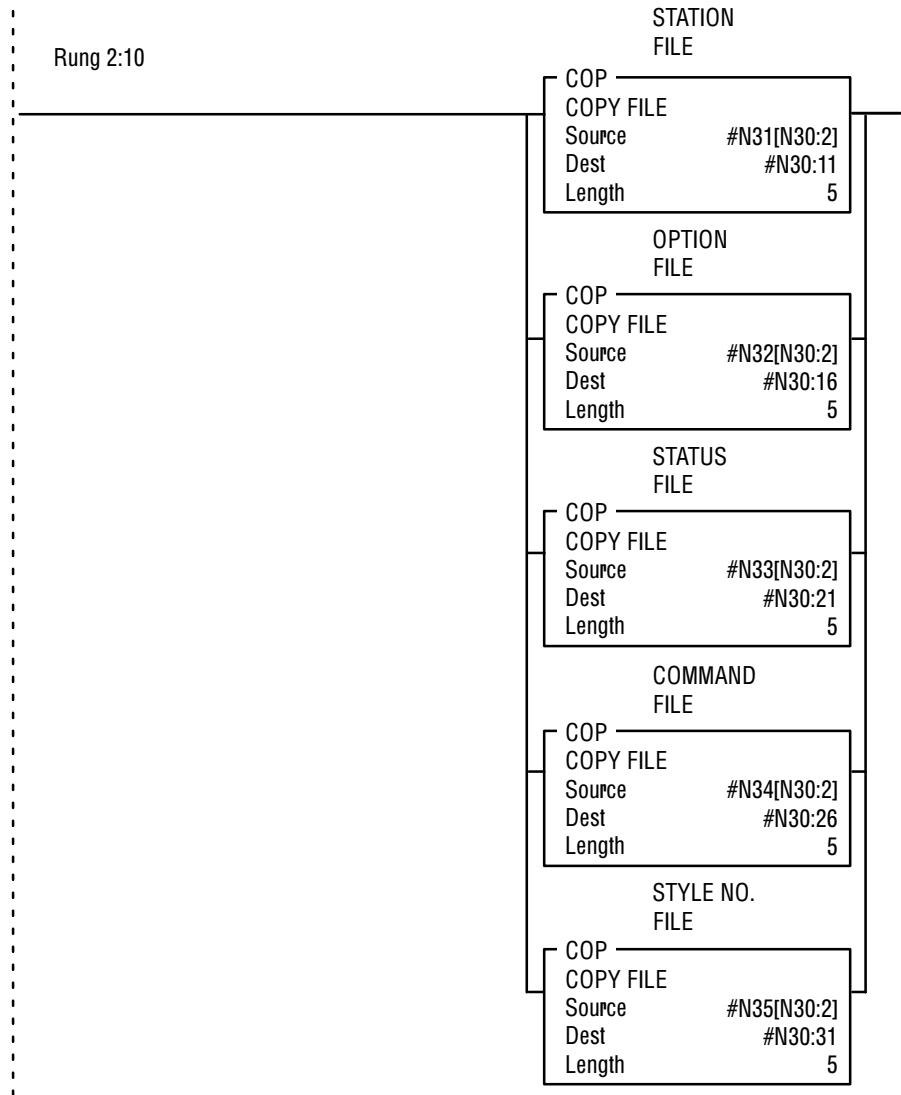 Rung 2:10
STATION
FILE
COP
COPY FILE
Source #N31[N30:2]
Dest #N30:11
Length 5
OPTION
FILE
COP
COPY FILE
Source #N32[N30:2]
Dest #N30:16
Length 5
STATUS
FILE
COP
COPY FILE
Source #N33[N30:2]
Dest #N30:21
Length 5
COMMAND
FILE
COP
COPY FILE
Source #N34[N30:2]
Dest #N30:26
Length 5
STYLE NO.
FILE
COP
COPY FILE
Source #N35[N30:2]
Dest #N30:31
Length 5